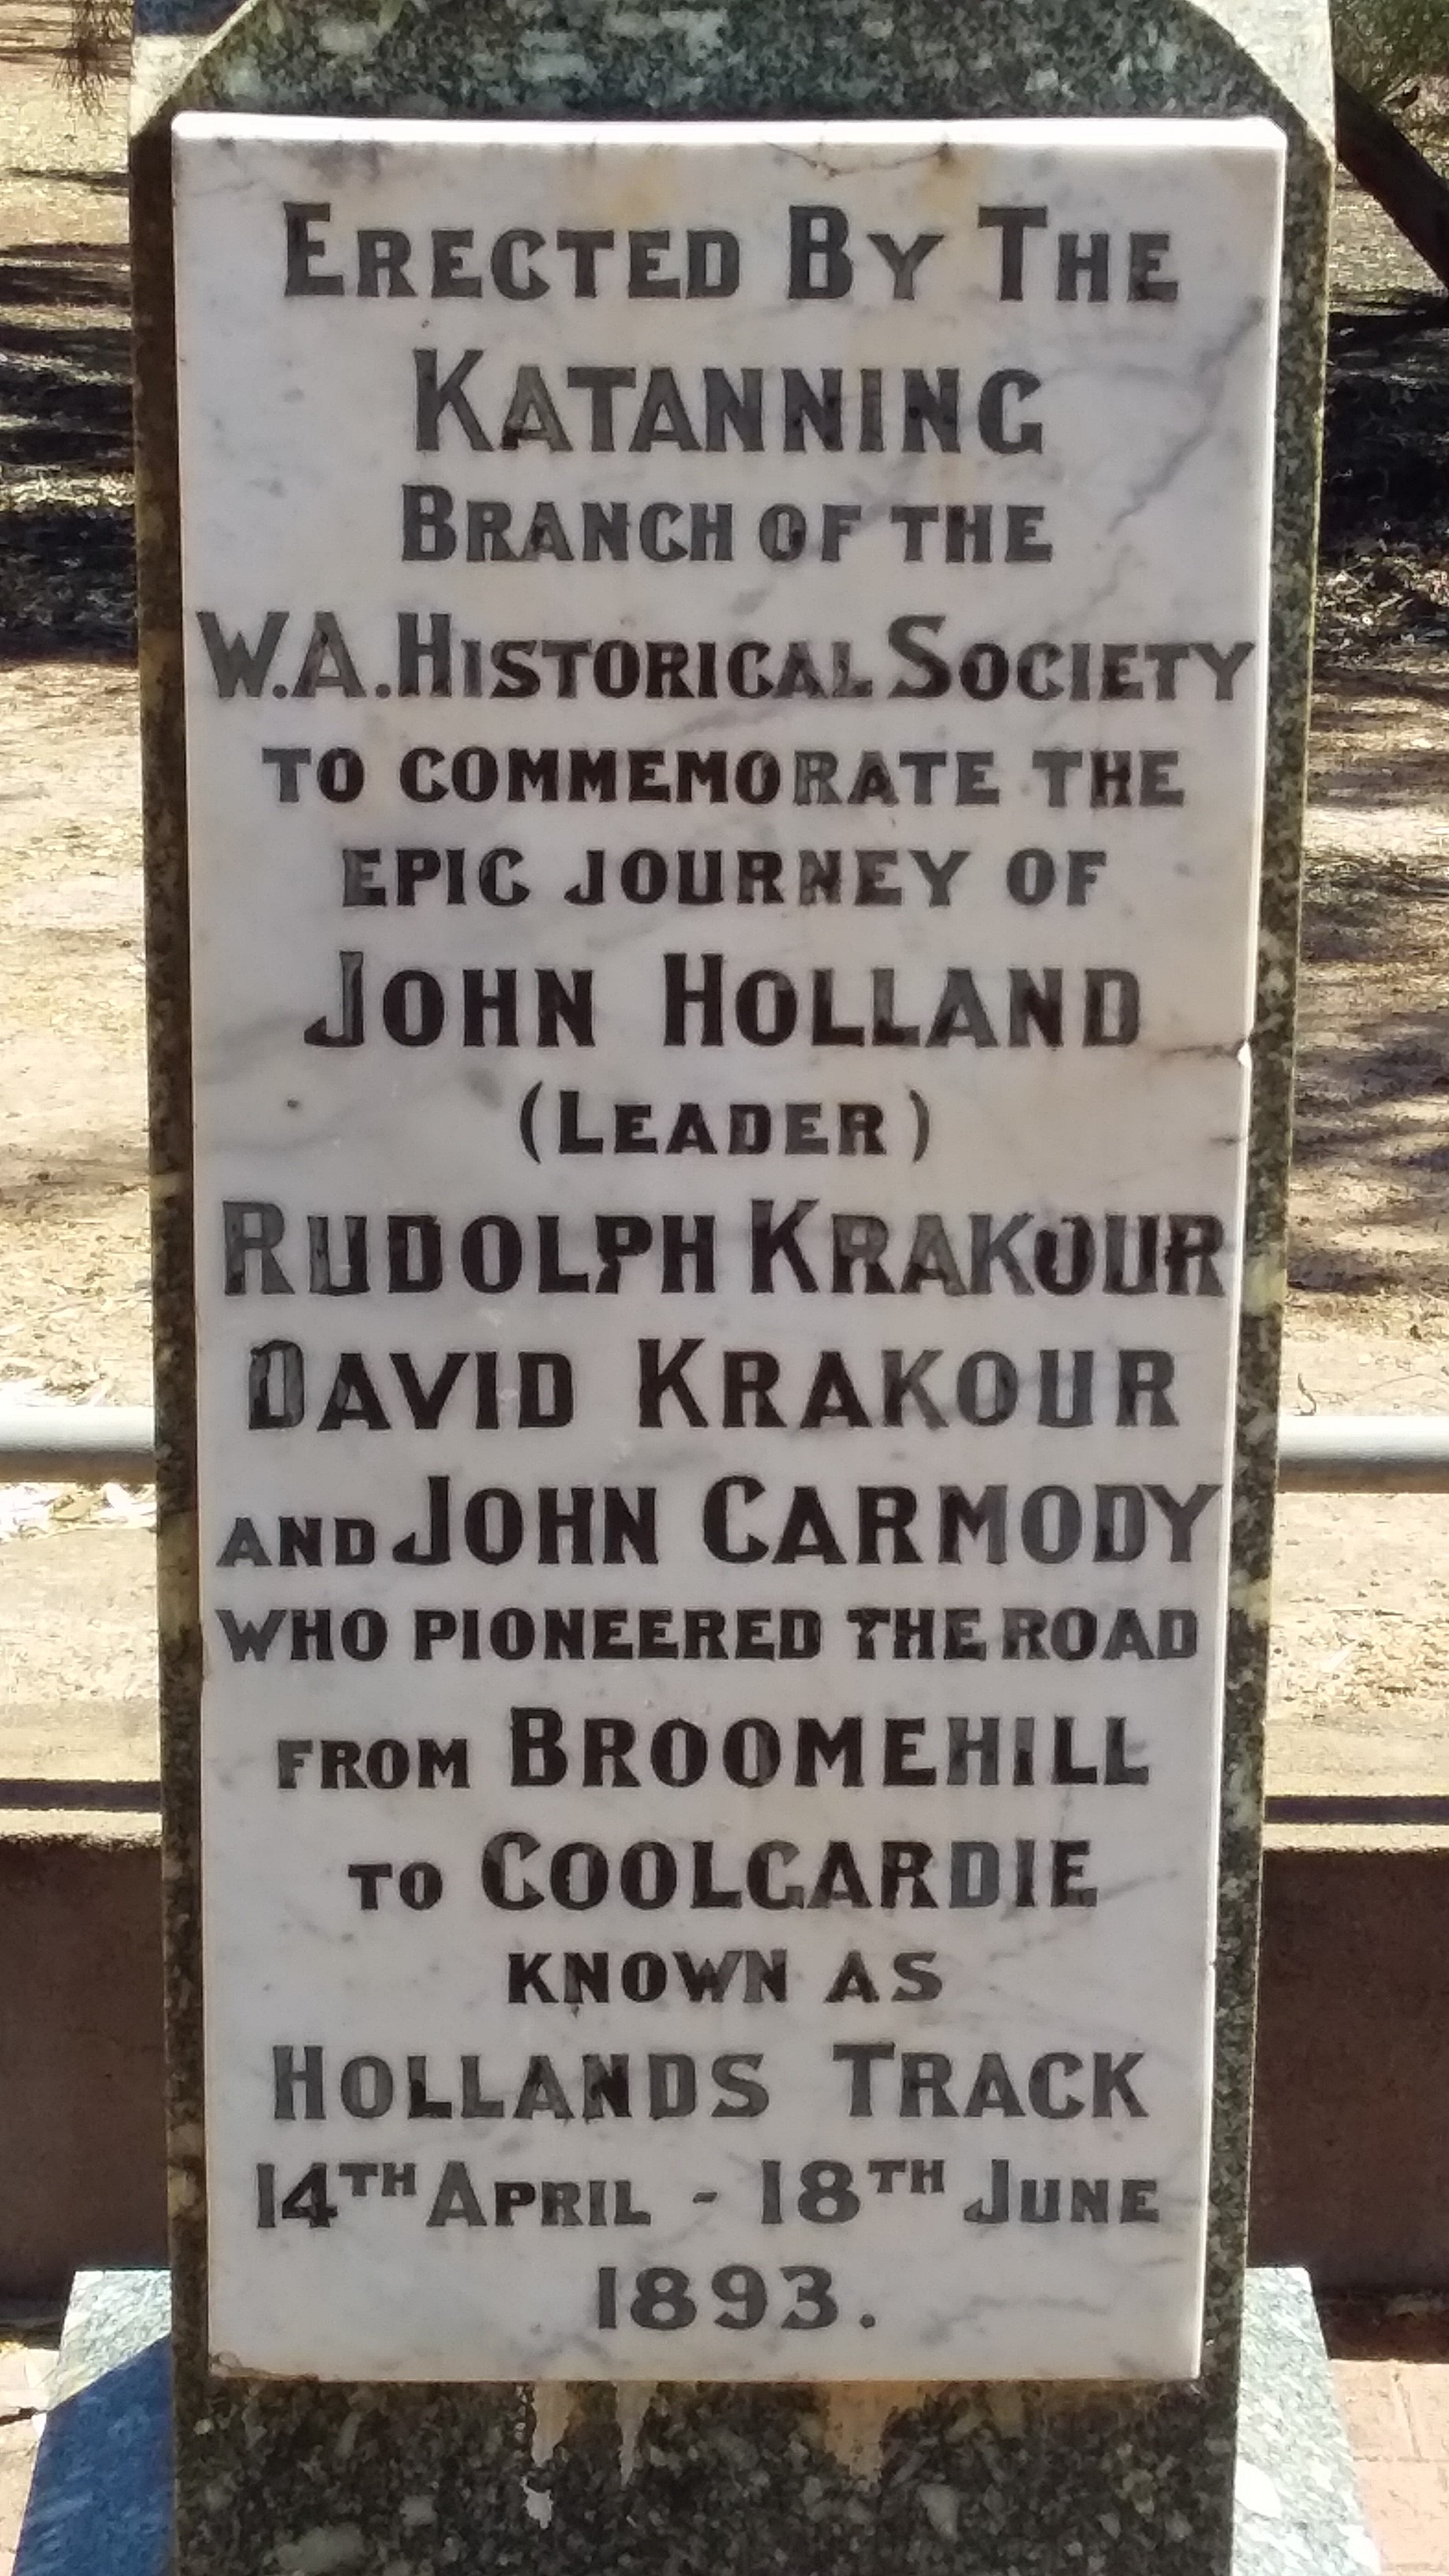 ERECTED BY THE
KATANNING
BRANCH OF THE
W.A. HISTORICAL SOCIETY
TO COMMEMORATE THE
EPIC JOURNEY OF
JOHN HOLLAND
(LEADER)
RUDOLPH KRAKOUR
DAVID KRAKOUR
AND JOHN CARMODY
WHO PIONEERED THE ROAD
FROM BROOMEHILL
TO COOLGARDIE
KNOWN AS
HOLLANDS TRACK
14TH APRIL - 18TH JUNE
1893.